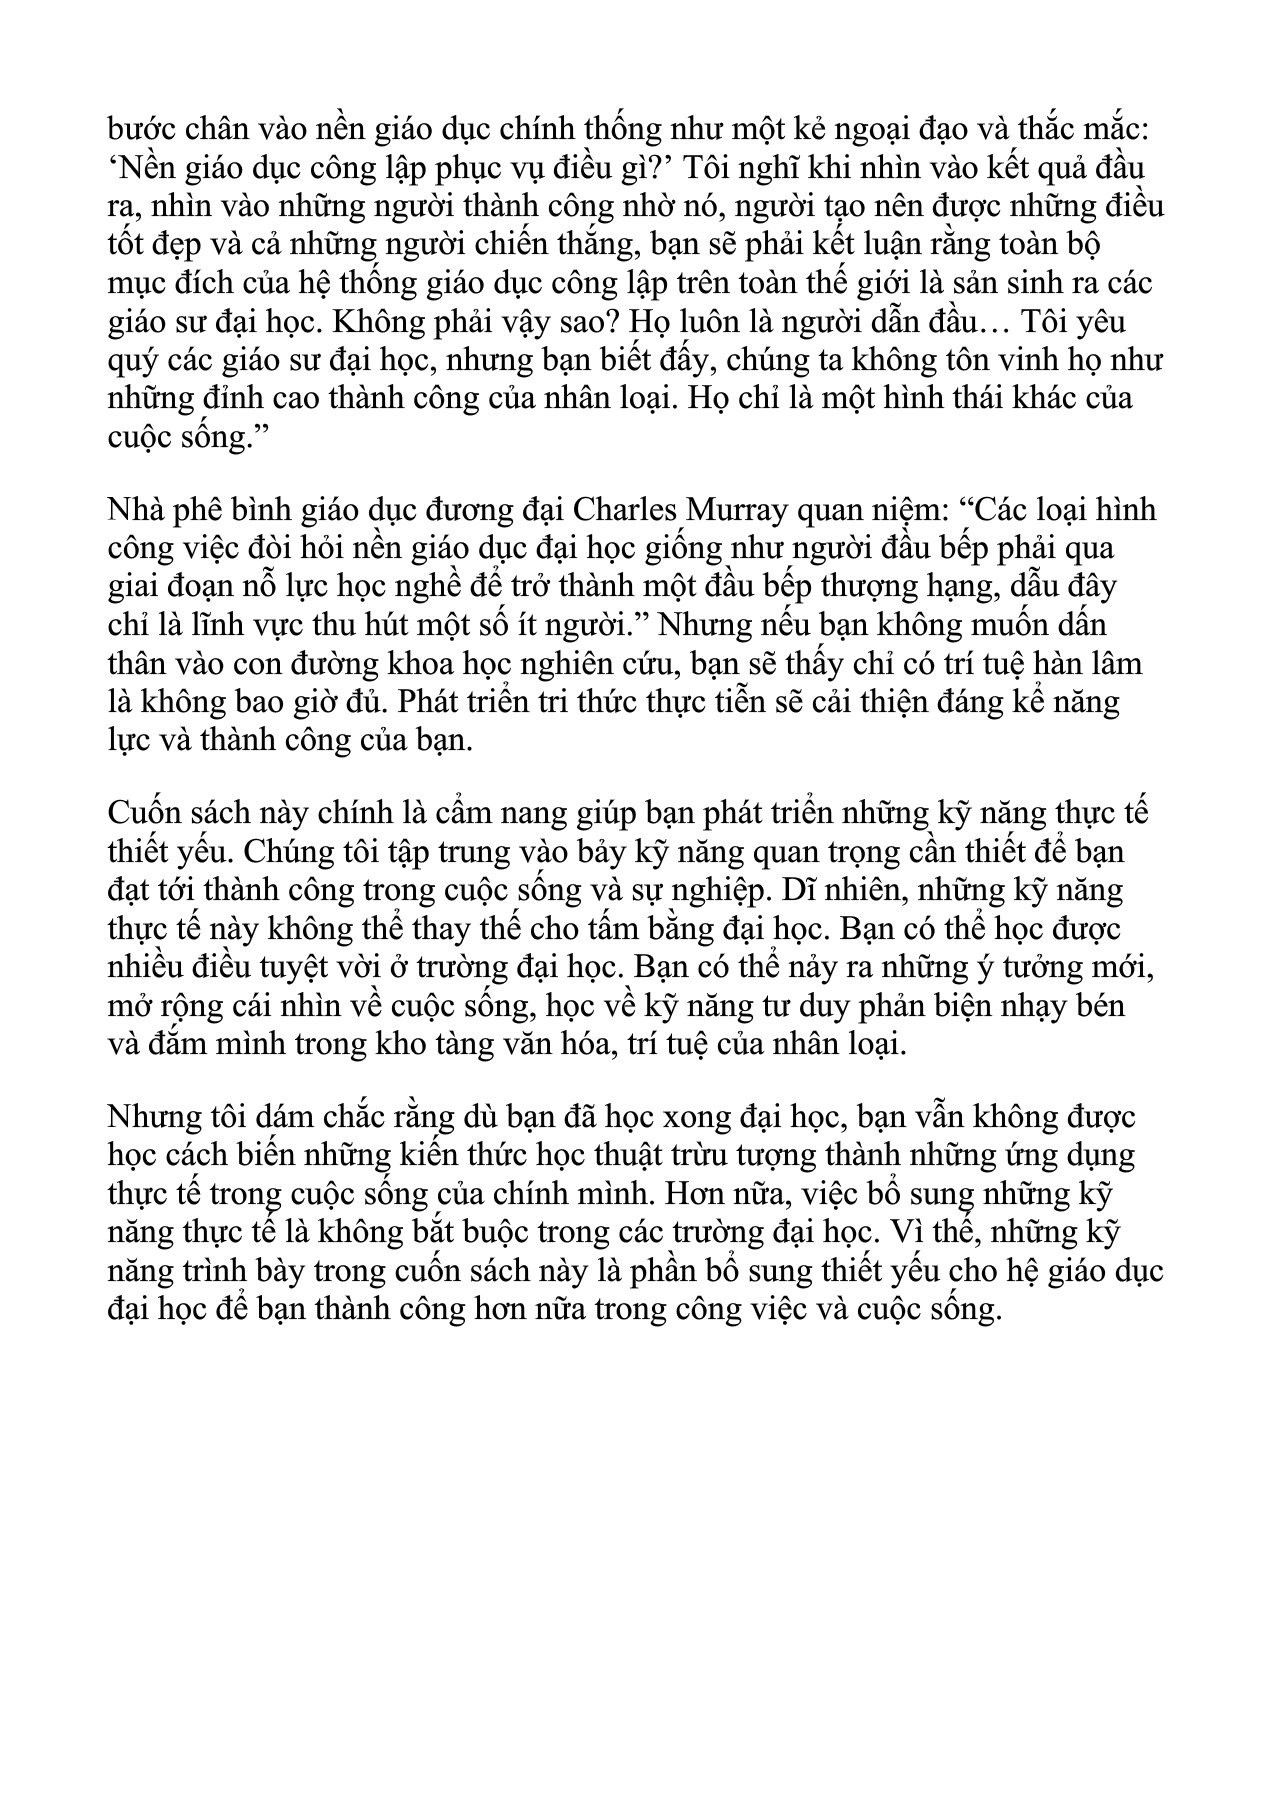 bước chân vào nền giáo dục chính thống như một kẻ ngoại đạo và thắc mắc:
‘Nền giáo dục công lập phục vụ điều gì?’ Tôi nghĩ khi nhìn vào kết quả đầu
ra, nhìn vào những người thành công nhờ nó, người tạo nên được những điều
tốt đẹp và cả những người chiến thắng, bạn sẽ phải kết luận rằng toàn bộ
mục đích của hệ thống giáo dục công lập trên toàn thế giới là sản sinh ra các
giáo sư đại học. Không phải vậy sao? Họ luôn là người dẫn đầu… Tôi yêu
quý các giáo sư đại học, nhưng bạn biết đấy, chúng ta không tôn vinh họ như
những đỉnh cao thành công của nhân loại. Họ chỉ là một hình thái khác của
cuộc sống.”
Nhà phê bình giáo dục đương đại Charles Murray quan niệm: “Các loại hình
công việc đòi hỏi nền giáo dục đại học giống như người đầu bếp phải qua
giai đoạn nỗ lực học nghề để trở thành một đầu bếp thượng hạng, dẫu đây
chỉ là lĩnh vực thu hút một số ít người.” Nhưng nếu bạn không muốn dấn
thân vào con đường khoa học nghiên cứu, bạn sẽ thấy chỉ có trí tuệ hàn lâm
là không bao giờ đủ. Phát triển tri thức thực tiễn sẽ cải thiện đáng kể năng
lực và thành công của bạn.
Cuốn sách này chính là cẩm nang giúp bạn phát triển những kỹ năng thực tế
thiết yếu. Chúng tôi tập trung vào bảy kỹ năng quan trọng cần thiết để bạn
đạt tới thành công trong cuộc sống và sự nghiệp. Dĩ nhiên, những kỹ năng
thực tế này không thể thay thế cho tấm bằng đại học. Bạn có thể học được
nhiều điều tuyệt vời ở trường đại học. Bạn có thể nảy ra những ý tưởng mới,
mở rộng cái nhìn về cuộc sống, học về kỹ năng tư duy phản biện nhạy bén
và đắm mình trong kho tàng văn hóa, trí tuệ của nhân loại.
Nhưng tôi dám chắc rằng dù bạn đã học xong đại học, bạn vẫn không được
học cách biến những kiến thức học thuật trừu tượng thành những ứng dụng
thực tế trong cuộc sống của chính mình. Hơn nữa, việc bổ sung những kỹ
năng thực tế là không bắt buộc trong các trường đại học. Vì thế, những kỹ
năng trình bày trong cuốn sách này là phần bổ sung thiết yếu cho hệ giáo dục
đại học để bạn thành công hơn nữa trong công việc và cuộc sống.